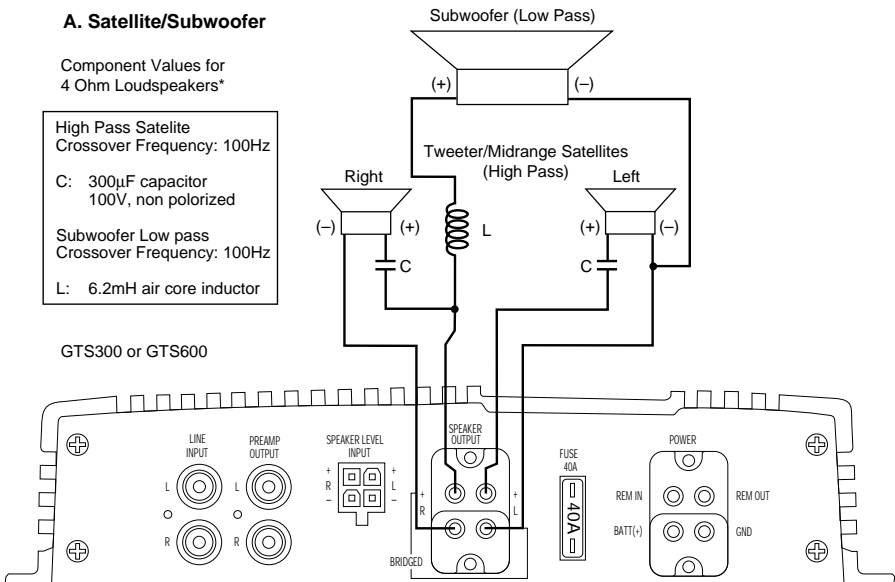 A. Satellite/Subwoofer
Component Values for
4 Ohm Loudspeakers*
High Pass Satelite
Crossover Frequency: 100Hz
C: 300μF capacitor
100V, non polorized
Subwoofer Low pass
Crossover Frequency: 100Hz
L: 6.2mH air core inductor
GTS300 or GTS600
Subwoofer (Low Pass)
(+)
(–)
Tweeter/Midrange Satellites
(High Pass)
Right
Left
(–)
(+)
L
(+)
(–)
C
C
LINE
INPUT
PREAMP
OUTPUT
SPEAKER LEVEL
INPUT
SPEAKER
OUTPUT
FUSE
40A
POWER
L
L
R
R
+
R
–
+
L
–
+
R
+
L
BRIDGED
40A
REM IN
REM OUT
BATT(+)
GND